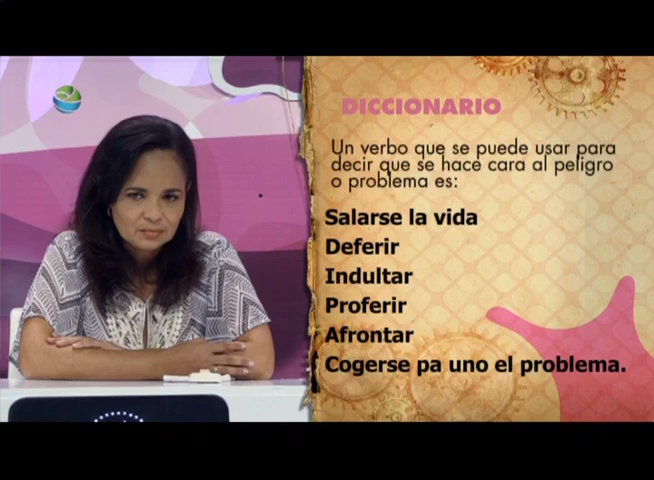 DICCIONARIO
Un verbo que se puede usar para
decir que se hace cara al peligro
o problema es:
Salarse la vida
Deferir
Indultar
Proferir
Afrontar
Cogerse pa uno el problema.